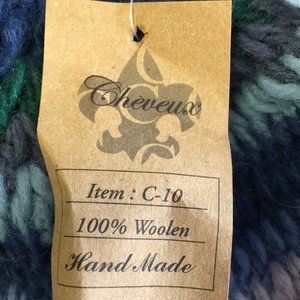 Cheveux
Item : C-10
100% Woolen
Hand Made